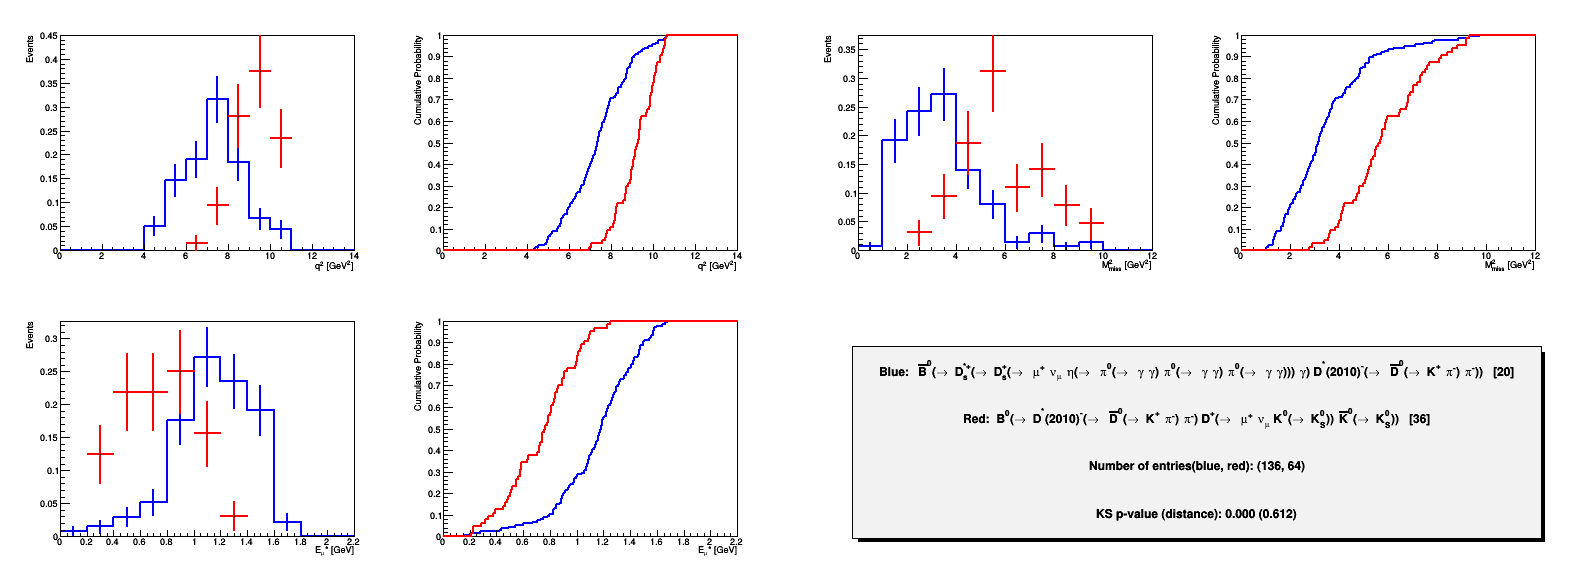 Events
0.45
0.4
0.35
0.3
0.25
0.2
0.15
0.1
0.05
0
0 2 4 6 8 10 12 14
q² [GeV²]
Cumulative Probability
1
0.9
0.8
0.7
0.6
0.5
0.4
0.3
0.2
0.1
0
0 2 4 6 8 10 12 14
q² [GeV²]
Events
0.35
0.3
0.25
0.2
0.15
0.1
0.05
0
0 2 4 6 8 10 12
M²miss [GeV²]
Cumulative Probability
1
0.9
0.8
0.7
0.6
0.5
0.4
0.3
0.2
0.1
0
0 2 4 6 8 10 12
M²miss [GeV²]
Events
0.3
0.25
0.2
0.15
0.1
0.05
0
0 0.2 0.4 0.6 0.8 1 1.2 1.4 1.6 1.8 2 2.2
Eμ* [GeV]
Cumulative Probability
1
0.9
0.8
0.7
0.6
0.5
0.4
0.3
0.2
0.1
0
0 0.2 0.4 0.6 0.8 1 1.2 1.4 1.6 1.8 2 2.2
Eμ* [GeV]
Blue: B̅⁰(→ Dₛ*⁺(→ Dₛ⁺(→ μ⁺ νμ η(→ π⁰(→ γ γ) π⁰(→ γ γ) π⁰(→ γ γ))) γ) D*(2010)⁻(→ D̅⁰(→ K⁺ π⁻) π⁻)) [20]
Red: B⁰(→ D*(2010)⁻(→ D̅⁰(→ K⁺ π⁻) π⁻) D⁺(→ μ⁺ νμ K⁰(→ K⁰S)) K̅⁰(→ K⁰S)) [36]
Number of entries(blue, red): (136, 64)
KS p-value (distance): 0.000 (0.612)